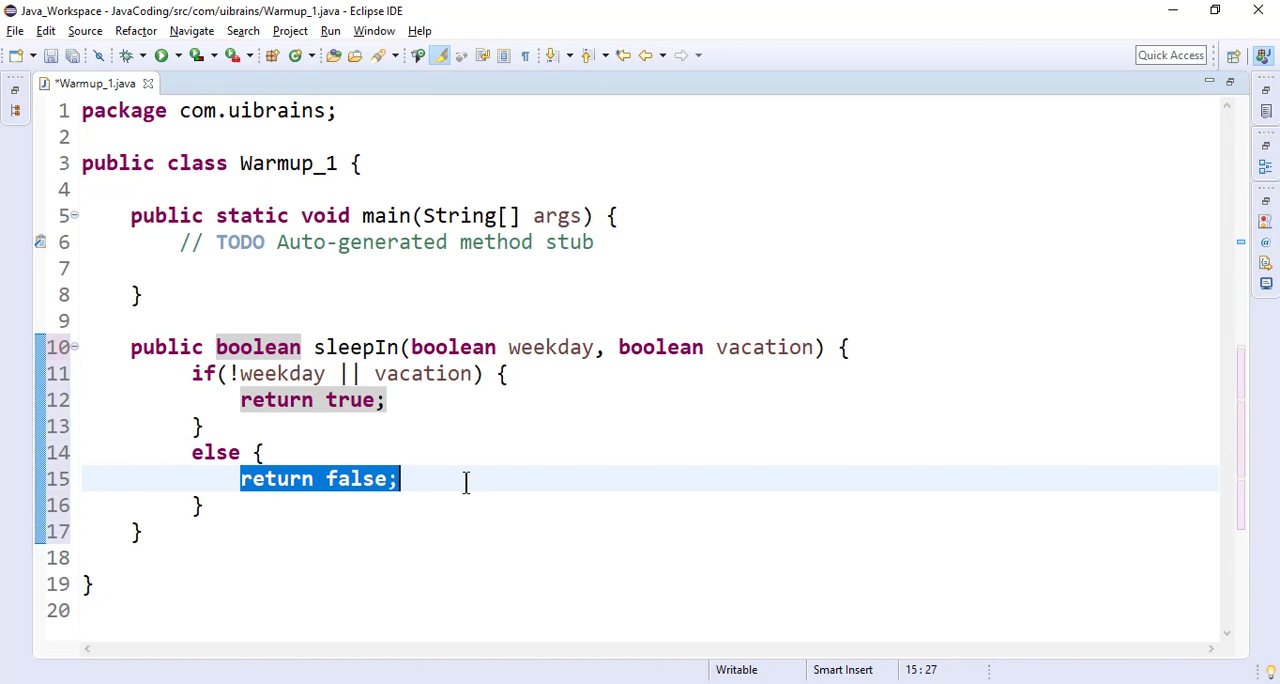 Java_Workspace - JavaCoding/src/com/uibrains/Warmup_1.java - Eclipse IDE
File Edit Source Refactor Navigate Search Project Run Window Help
Quick Access
*Warmup_1.java
1 package com.uibrains;
2
3 public class Warmup_1 {
4
5 public static void main(String[] args) {
6 // TODO Auto-generated method stub
7
8 }
9
10 public boolean sleepIn(boolean weekday, boolean vacation) {
11 if(!weekday || vacation) {
12 return true;
13 }
14 else {
15 return false;
16 }
17 }
18
19 }
20
Writable Smart Insert 15 : 27